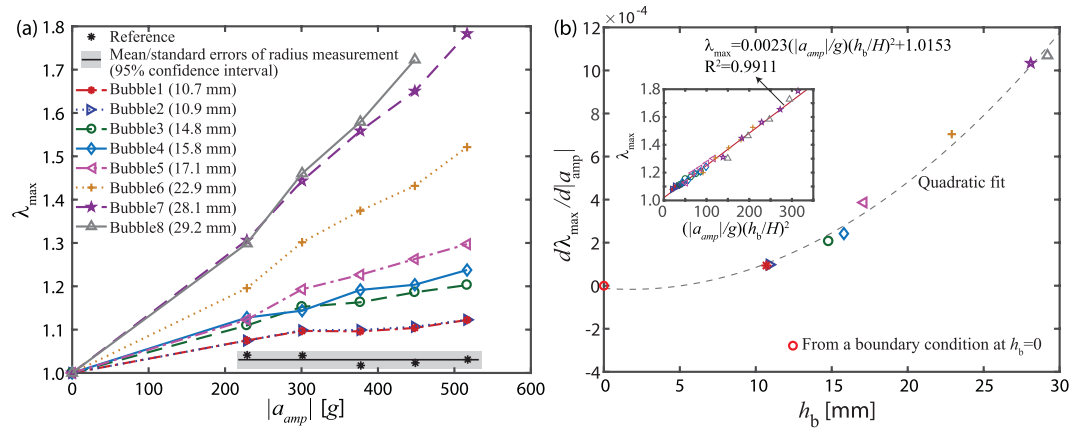 (a)
1.8
1.7
1.6
1.5
1.4
1.3
1.2
1.1
1.0
λmax
0
100
200
300
400
500
600
|aamp| [g]
Reference
Mean/standard errors of radius measurement
(95% confidence interval)
Bubble1 (10.7 mm)
Bubble2 (10.9 mm)
Bubble3 (14.8 mm)
Bubble4 (15.8 mm)
Bubble5 (17.1 mm)
Bubble6 (22.9 mm)
Bubble7 (28.1 mm)
Bubble8 (29.2 mm)
(b)
×10⁻⁴
12
10
8
6
4
2
0
-2
-4
dλmax/d|aamp|
0
5
10
15
20
25
30
hb [mm]
λmax=0.0023(|aamp|/g)(hb/H)²+1.0153
R²=0.9911
1.8
1.6
1.4
1.2
1.0
λmax
0
100
200
300
(|aamp|/g)(hb/H)²
Quadratic fit
From a boundary condition at hb=0